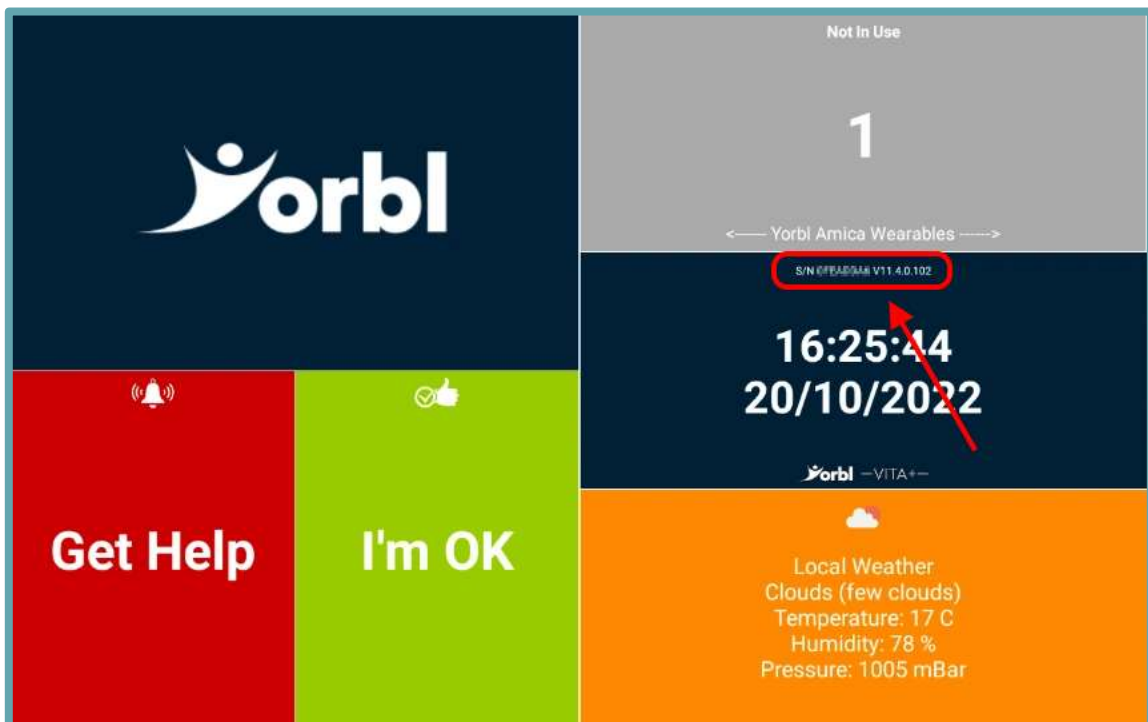 Yorbl
Get Help
I'm OK
Not In Use
1
<------ Yorbl Amica Wearables ------>
S/N V11.4.0.102
16:25:44
20/10/2022
Yorbl —VITA+—
Local Weather
Clouds (few clouds)
Temperature: 17 C
Humidity: 78 %
Pressure: 1005 mBar